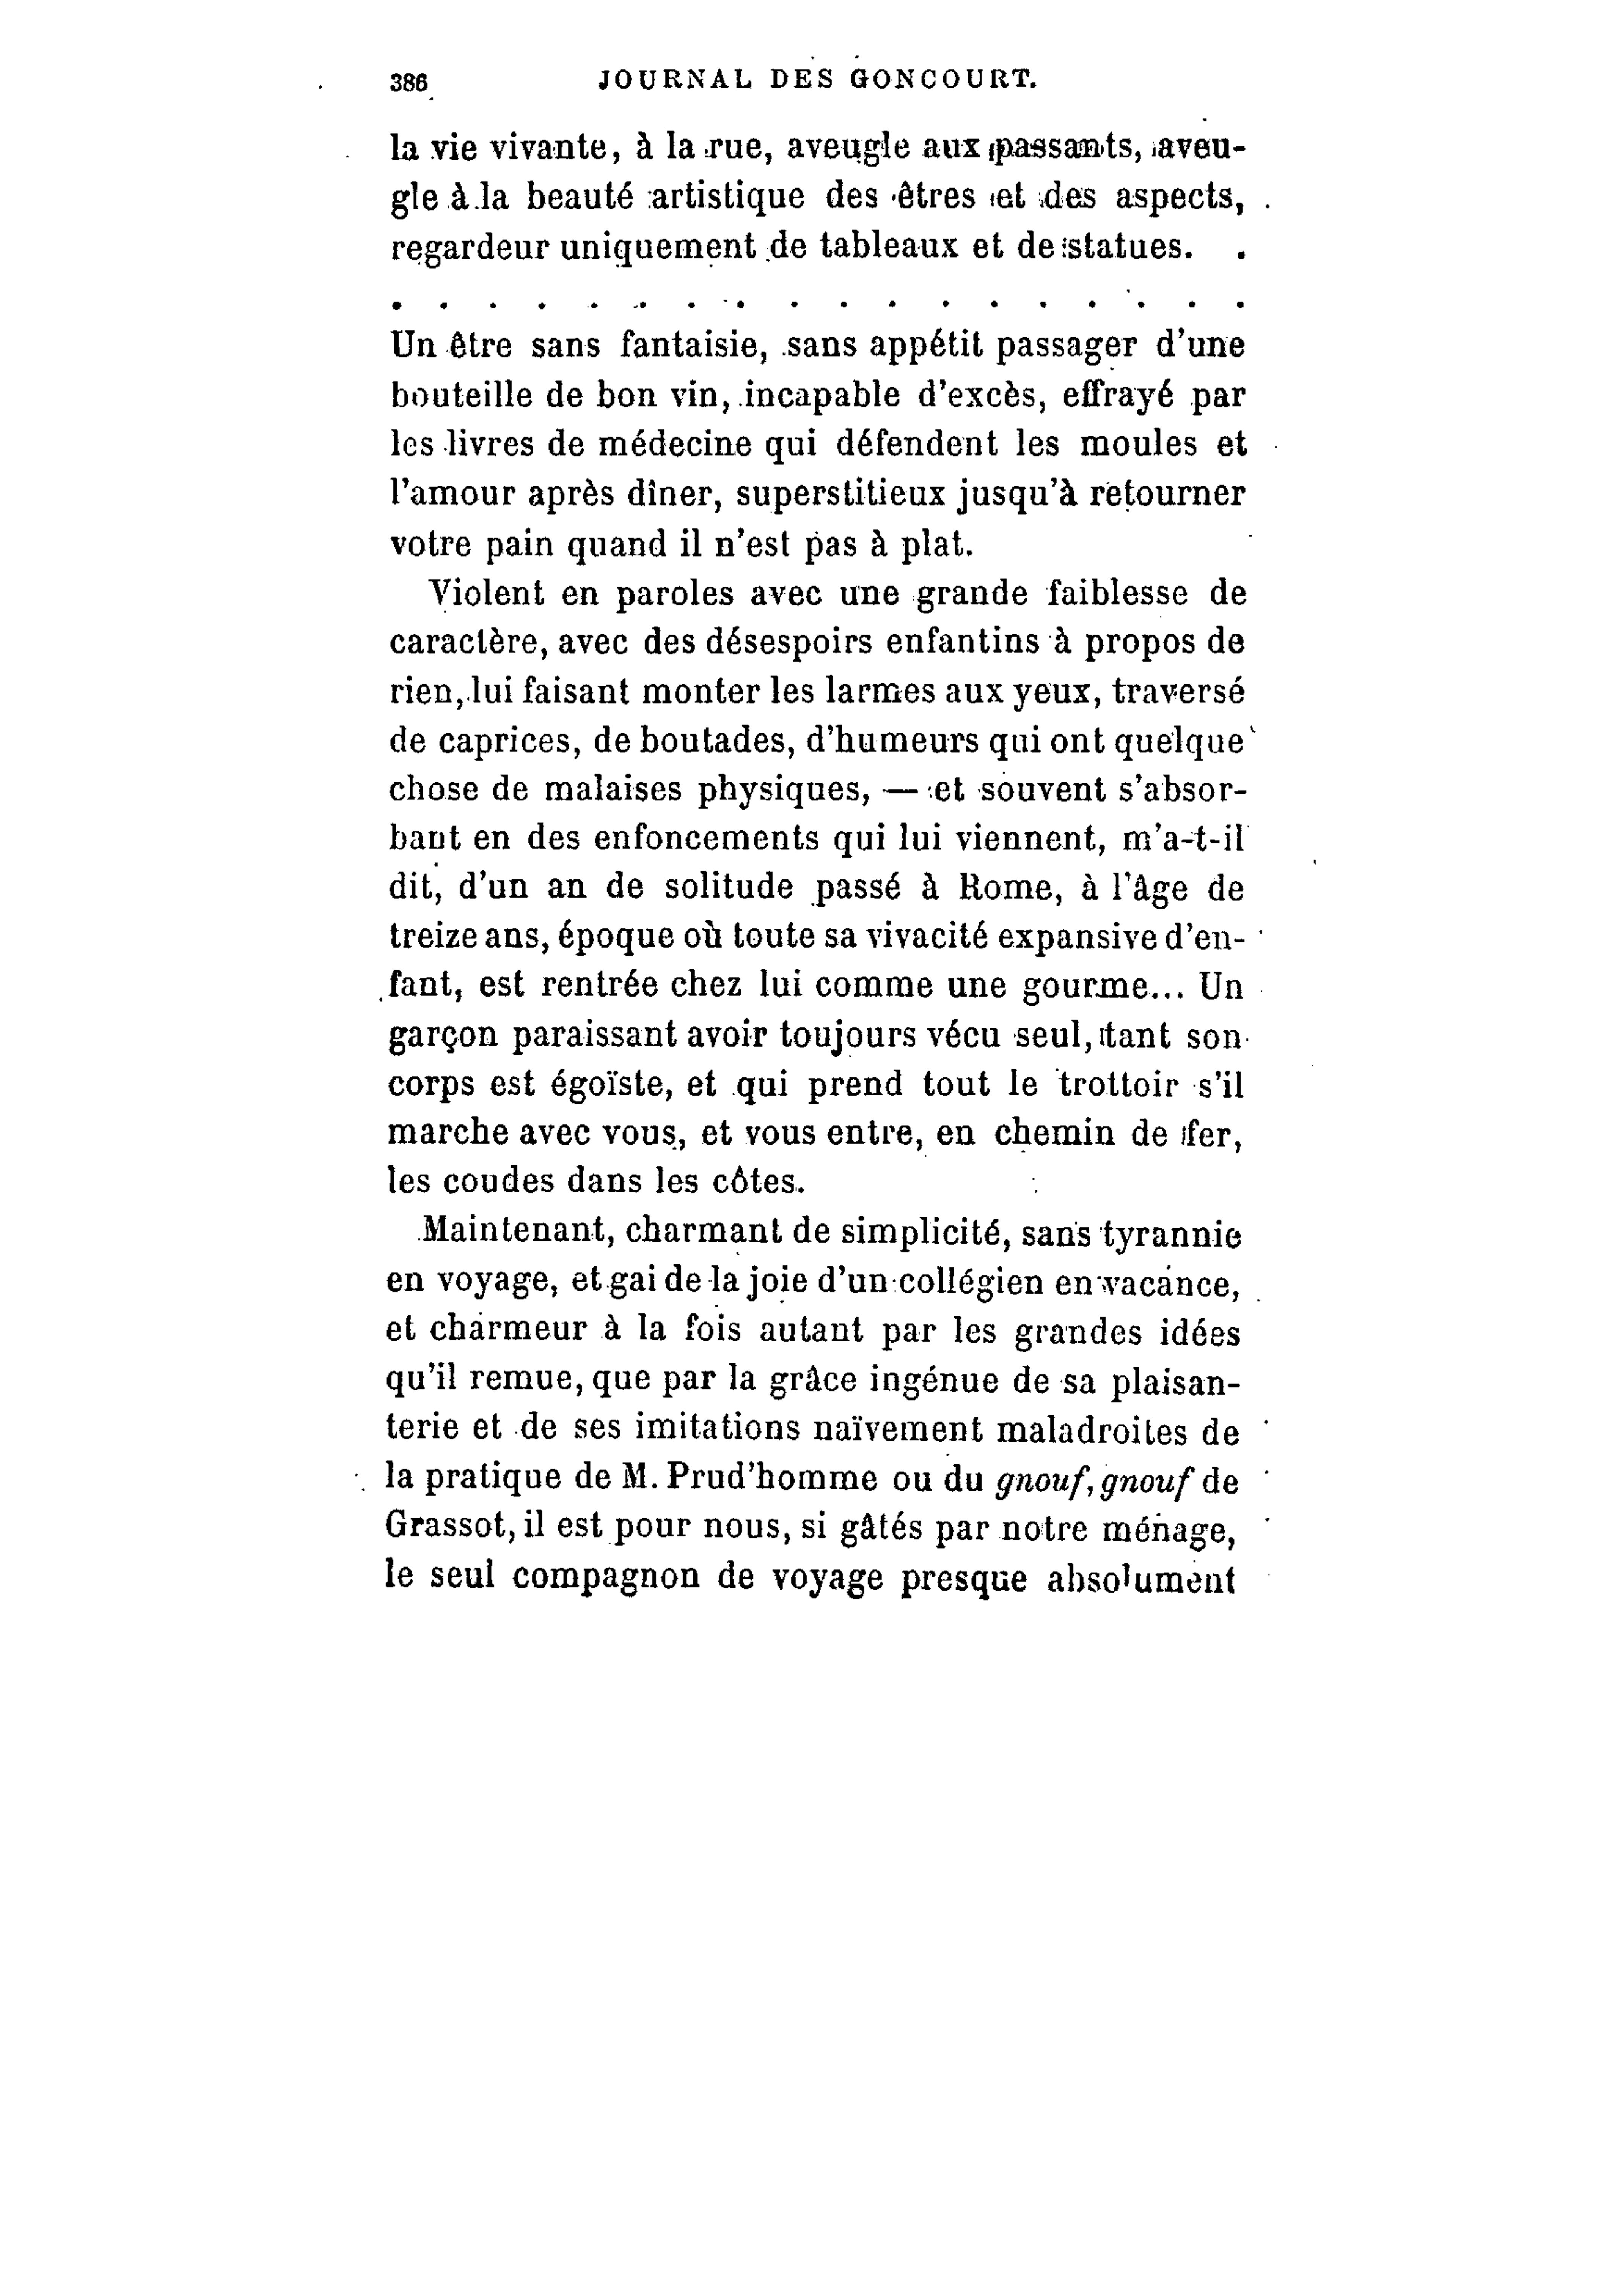 386 JOURNAL DES GONCOURT.
la vie vivante, à la rue, aveugle aux passants, aveu-
gle à la beauté artistique des êtres et des aspects,
regardeur uniquement de tableaux et de statues. .
. . . . . . . . . . . . . . . . . .
Un être sans fantaisie, sans appétit passager d'une
bouteille de bon vin, incapable d'excès, effrayé par
les livres de médecine qui défendent les moules et
l'amour après dîner, superstitieux jusqu'à retourner
votre pain quand il n'est pas à plat.
Violent en paroles avec une grande faiblesse de
caractère, avec des désespoirs enfantins à propos de
rien, lui faisant monter les larmes aux yeux, traversé
de caprices, de boutades, d'humeurs qui ont quelque
chose de malaises physiques, — et souvent s'absor-
bant en des enfoncements qui lui viennent, m'a-t-il
dit, d'un an de solitude passé à Rome, à l'âge de
treize ans, époque où toute sa vivacité expansive d'en-
fant, est rentrée chez lui comme une gourme... Un
garçon paraissant avoir toujours vécu seul, tant son
corps est égoïste, et qui prend tout le trottoir s'il
marche avec vous, et vous entre, en chemin de fer,
les coudes dans les côtes.
Maintenant, charmant de simplicité, sans tyrannie
en voyage, et gai de la joie d'un collégien en vacance,
et charmeur à la fois autant par les grandes idées
qu'il remue, que par la grâce ingénue de sa plaisan-
terie et de ses imitations naïvement maladroites de
la pratique de M. Prud'homme ou du gnouf, gnouf de
Grassot, il est pour nous, si gâtés par notre ménage,
le seul compagnon de voyage presque absolument